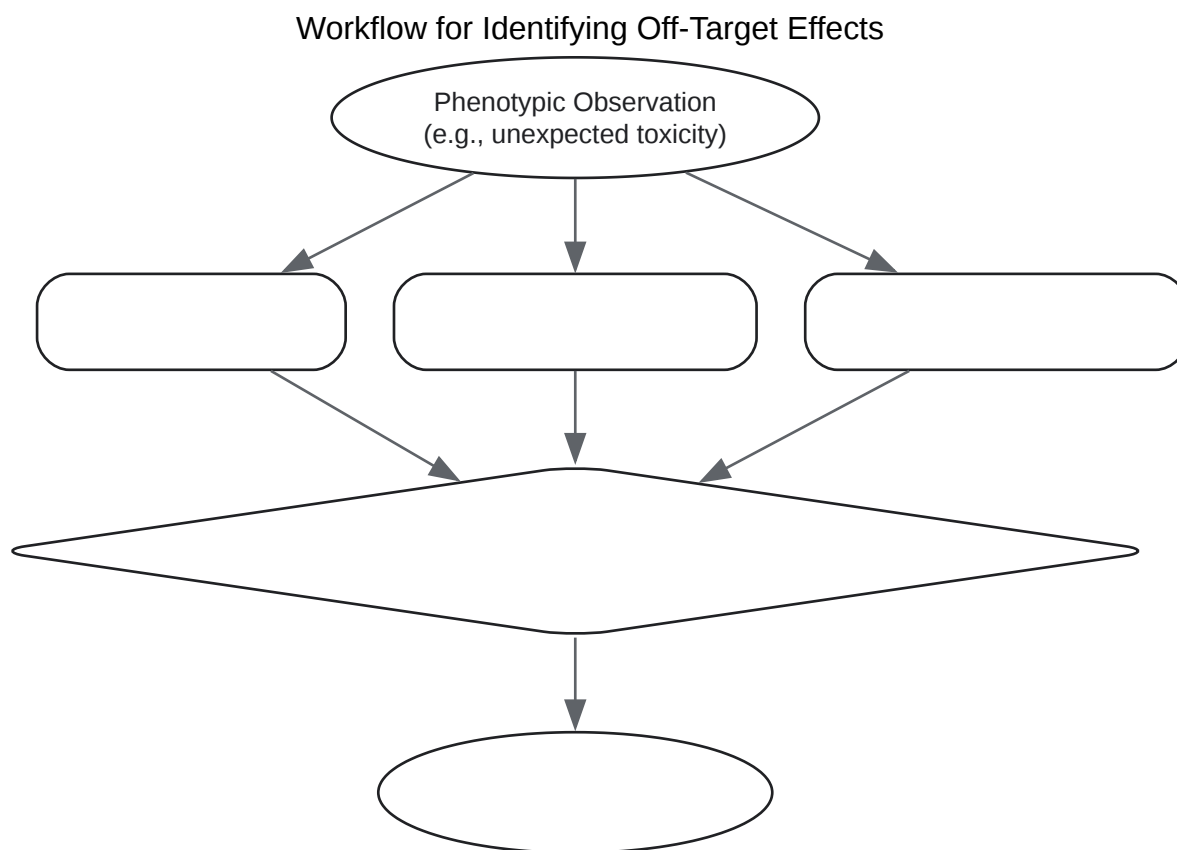 Workflow for Identifying Off-Target Effects
Phenotypic Observation
(e.g., unexpected toxicity)